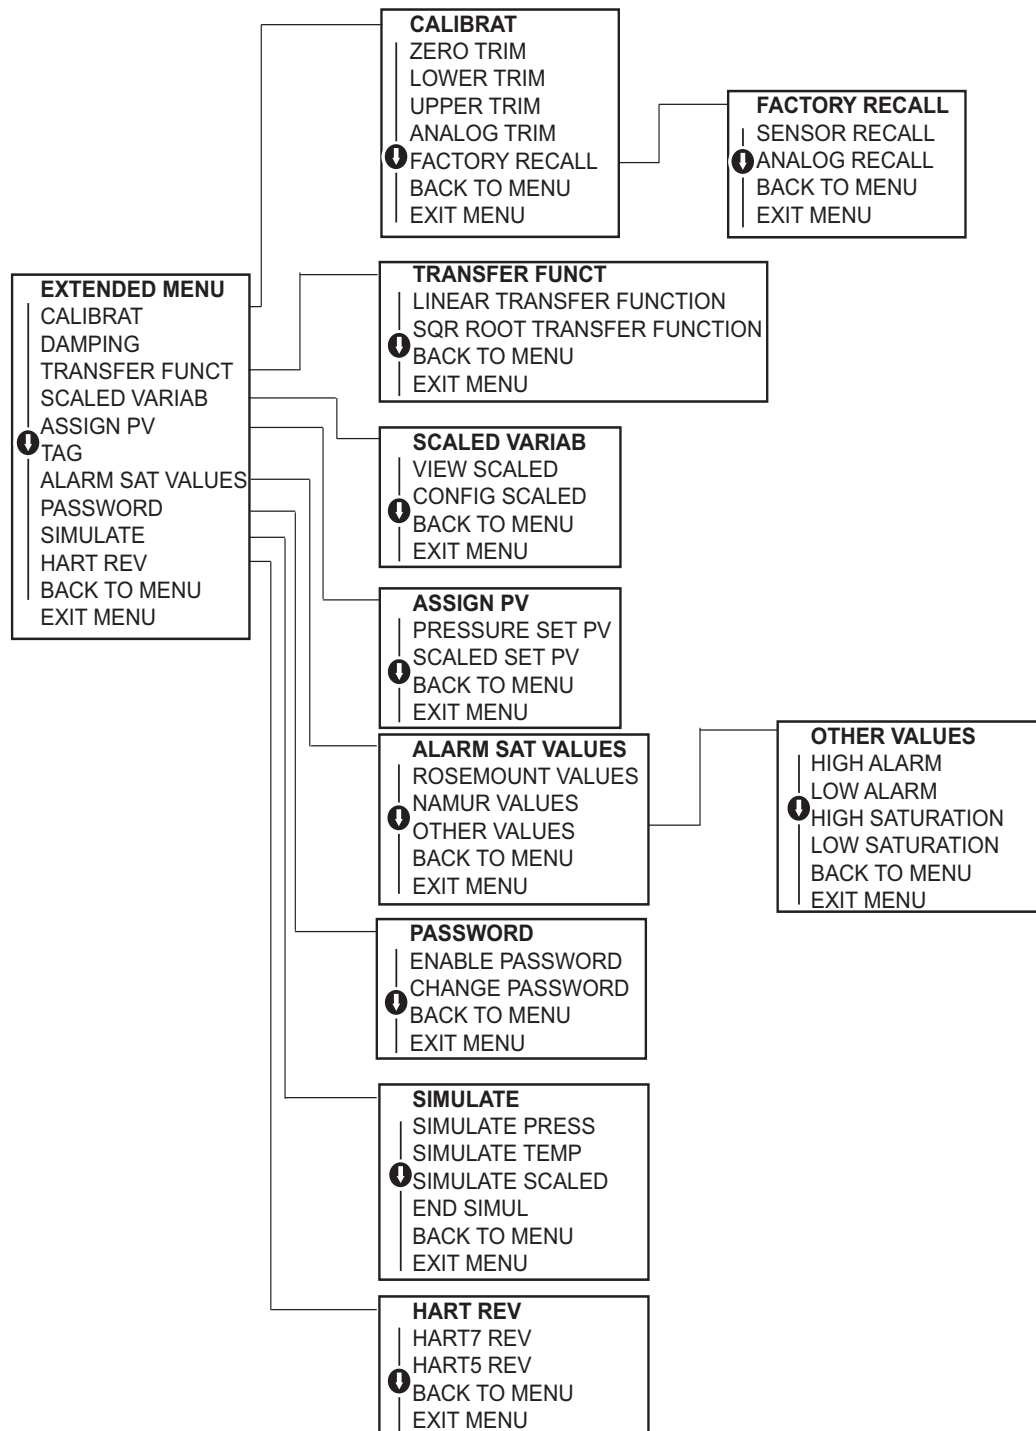 CALIBRAT
ZERO TRIM
LOWER TRIM
UPPER TRIM
ANALOG TRIM
FACTORY RECALL
BACK TO MENU
EXIT MENU
FACTORY RECALL
SENSOR RECALL
ANALOG RECALL
BACK TO MENU
EXIT MENU
EXTENDED MENU
CALIBRAT
DAMPING
TRANSFER FUNCT
SCALED VARIAB
ASSIGN PV
TAG
ALARM SAT VALUES
PASSWORD
SIMULATE
HART REV
BACK TO MENU
EXIT MENU
TRANSFER FUNCT
LINEAR TRANSFER FUNCTION
SQR ROOT TRANSFER FUNCTION
BACK TO MENU
EXIT MENU
SCALED VARIAB
VIEW SCALED
CONFIG SCALED
BACK TO MENU
EXIT MENU
ASSIGN PV
PRESSURE SET PV
SCALED SET PV
BACK TO MENU
EXIT MENU
ALARM SAT VALUES
ROSEMOUNT VALUES
NAMUR VALUES
OTHER VALUES
BACK TO MENU
EXIT MENU
OTHER VALUES
HIGH ALARM
LOW ALARM
HIGH SATURATION
LOW SATURATION
BACK TO MENU
EXIT MENU
PASSWORD
ENABLE PASSWORD
CHANGE PASSWORD
BACK TO MENU
EXIT MENU
SIMULATE
SIMULATE PRESS
SIMULATE TEMP
SIMULATE SCALED
END SIMUL
BACK TO MENU
EXIT MENU
HART REV
HART7 REV
HART5 REV
BACK TO MENU
EXIT MENU